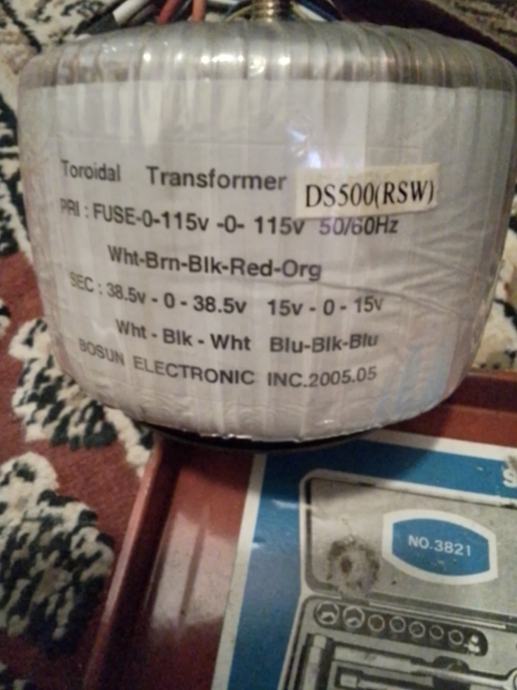 Toroidal Transformer DS500(RSW)
PRI : FUSE-0-115v -0- 115v 50/60Hz
Wht-Brn-Blk-Red-Org
SEC : 38.5v - 0 - 38.5v 15v - 0 - 15v
Wht - Blk - Wht Blu-Blk-Blu
BOSUN ELECTRONIC INC.2005.05
S
NO.3821